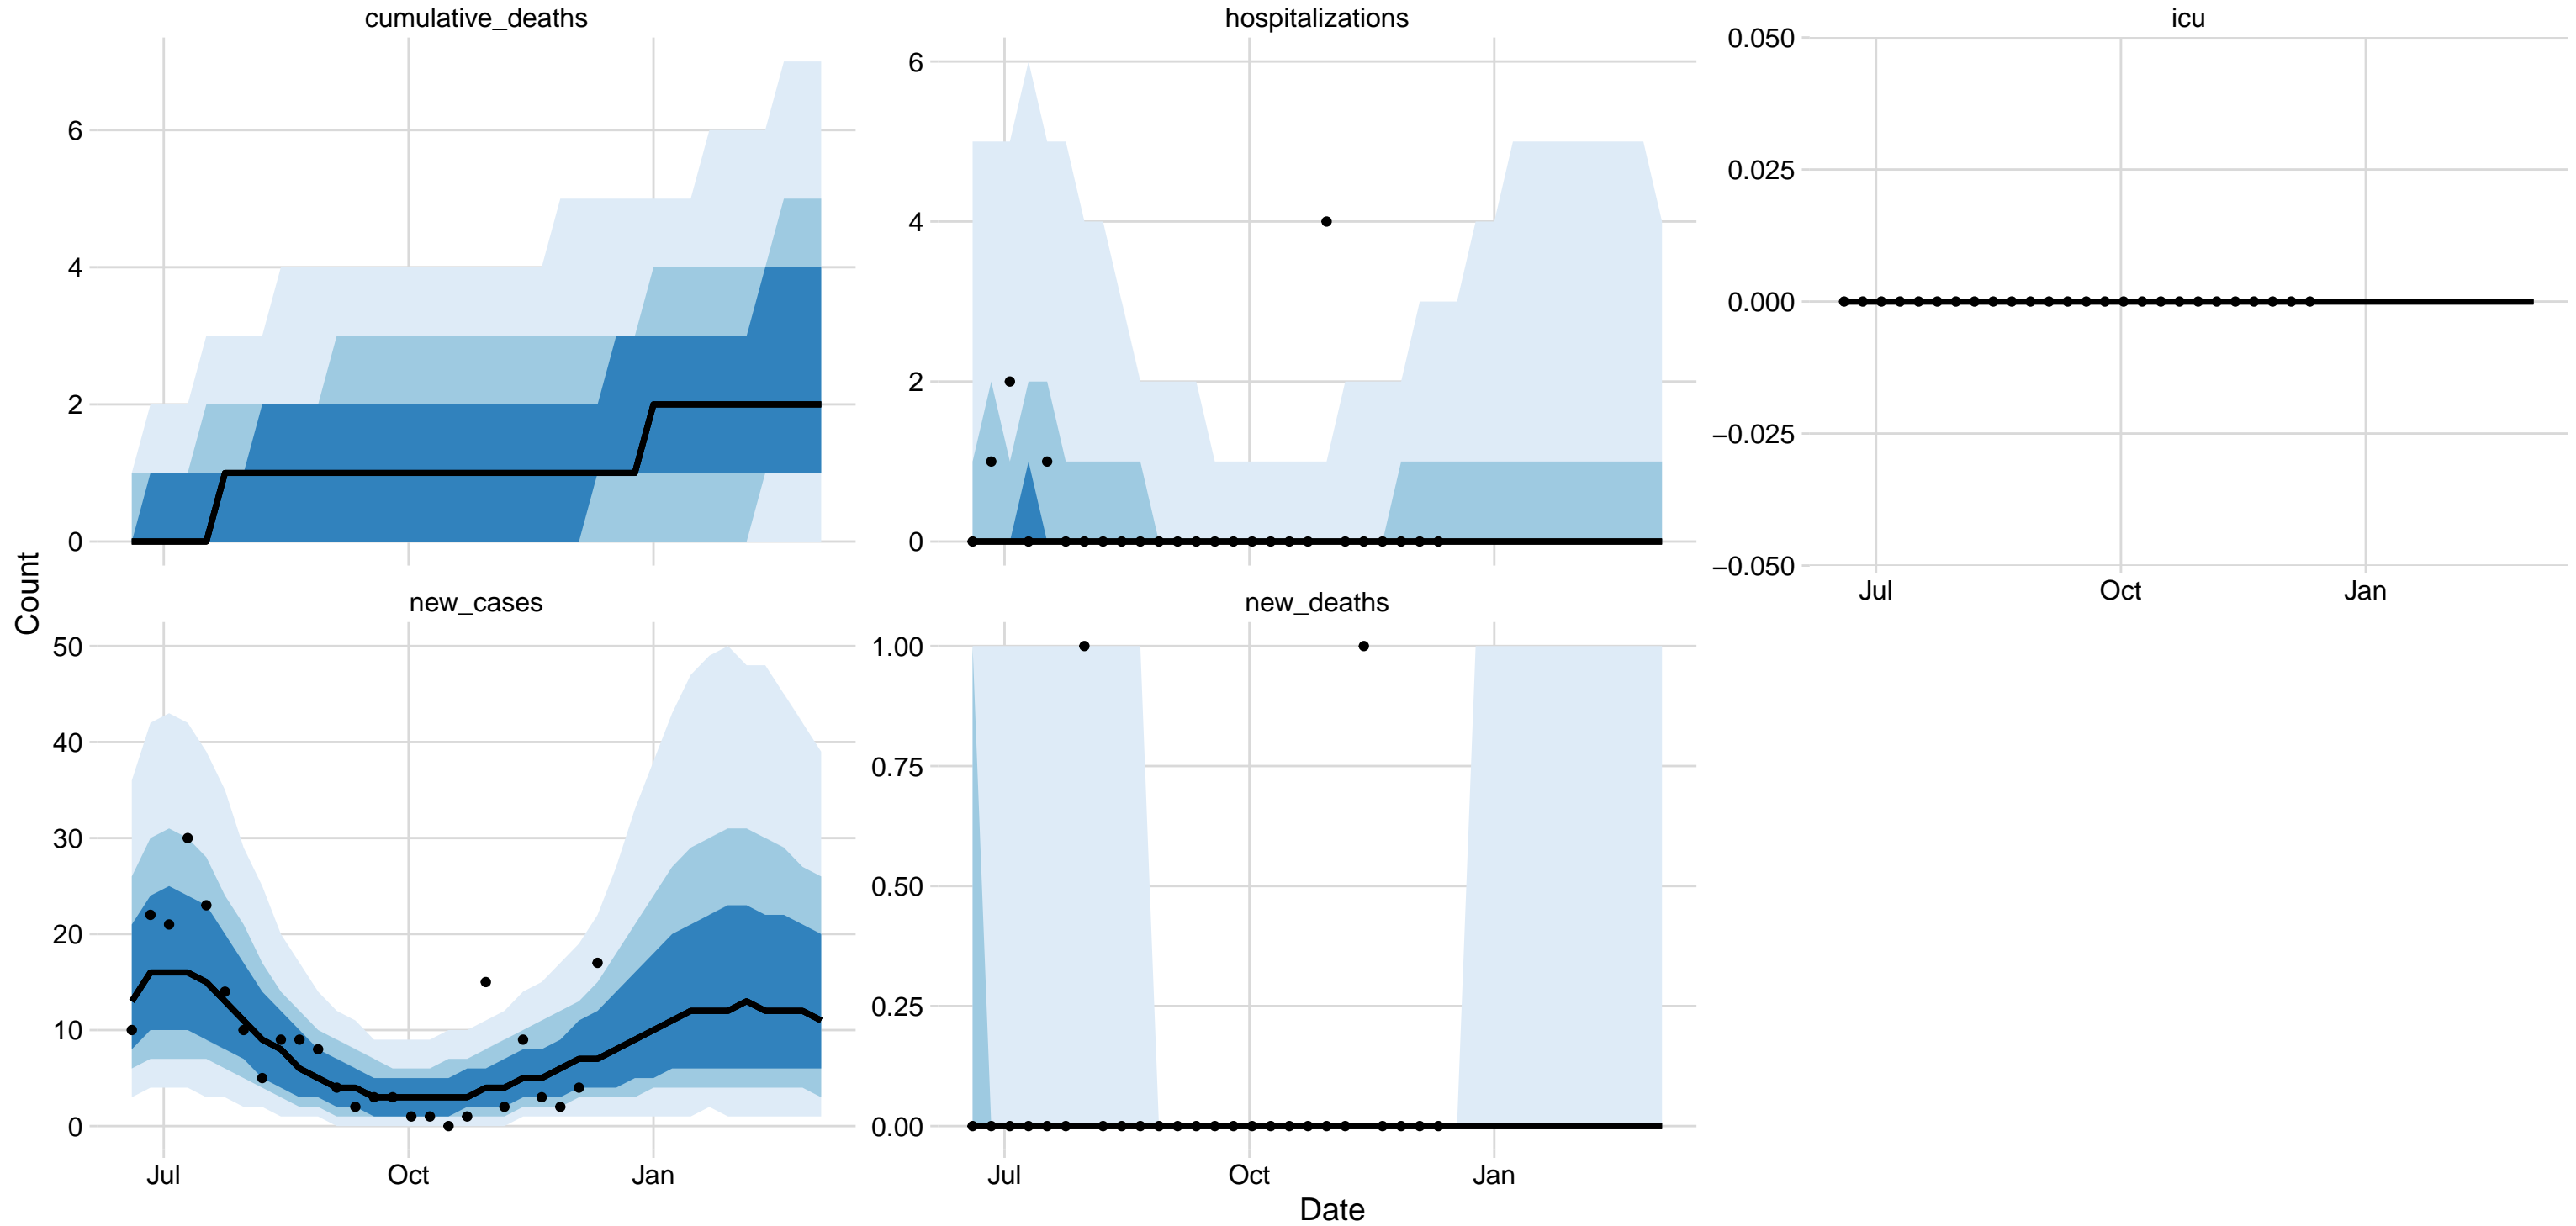 cumulative_deaths
hospitalizations
icu
6
4
2
0
6
4
2
0
0.050
0.025
0.000
−0.025
−0.050
Jul
Oct
Jan
Count
new_cases
new_deaths
50
40
30
20
10
0
1.00
0.75
0.50
0.25
0.00
Jul
Oct
Jan
Jul
Oct
Jan
Date